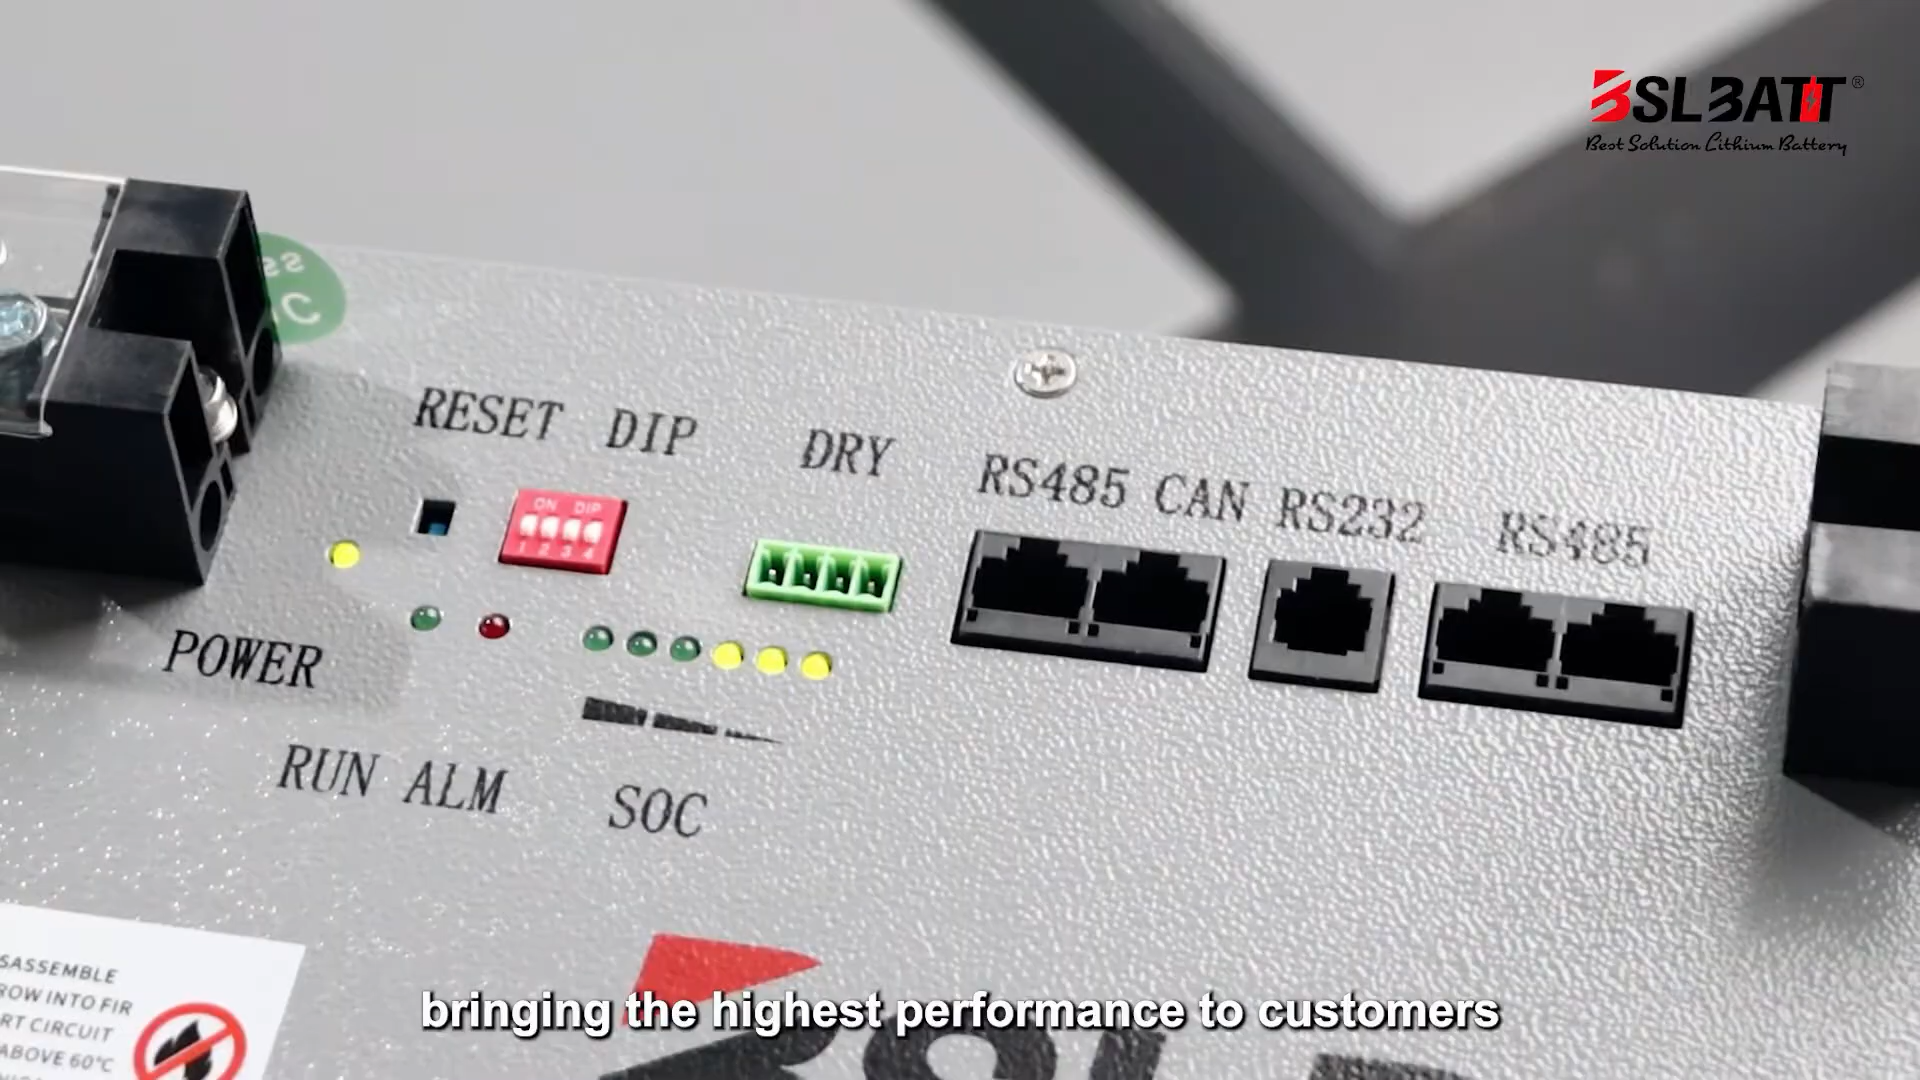 BSLBATT®
Best Solution Lithium Battery
SS
C
RESET DIP DRY RS485 CAN RS232 RS485
ON DIP
1 2 3 4
POWER
RUN ALM SOC
SASSEMBLE
ROW INTO FIR
RT CIRCUIT
ABOVE 60℃
bringing the highest performance to customers